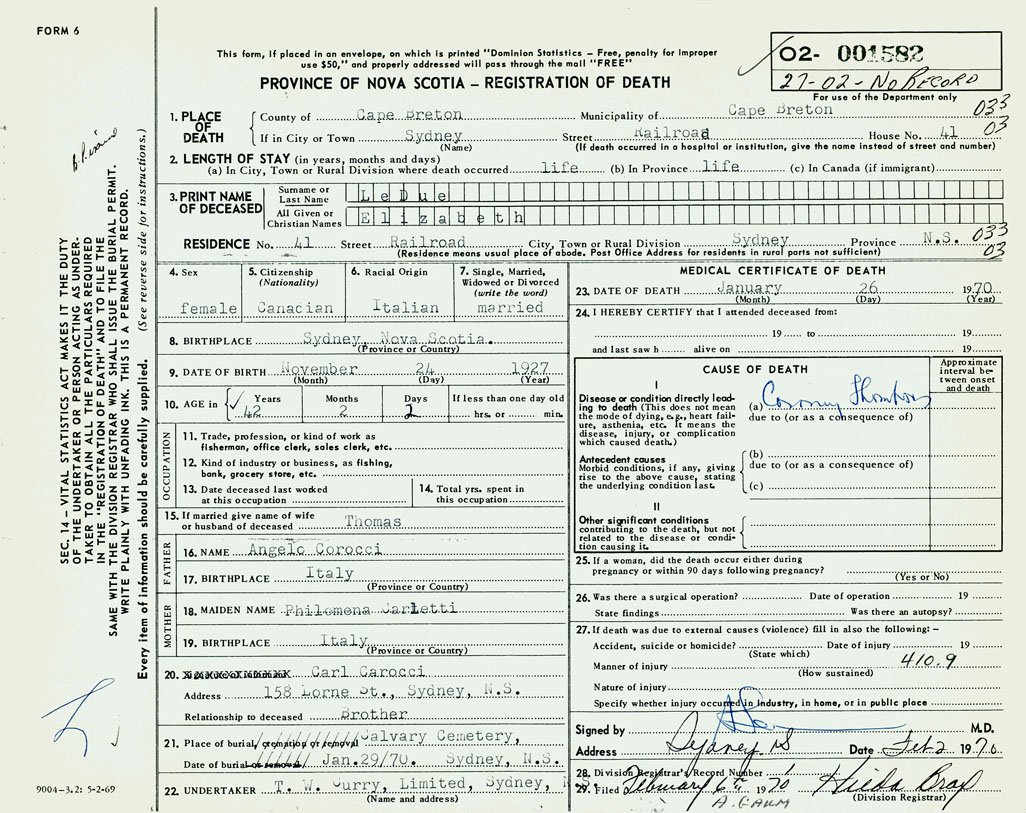 FORM 6
This form, if placed in an envelope, on which is printed "Dominion Statistics – Free, penalty for improper
use $50," and properly addressed will pass through the mail "FREE"
PROVINCE OF NOVA SCOTIA – REGISTRATION OF DEATH
02- 001582
27-02-No RECORD
For use of the Department only
033
03
1. PLACE OF DEATH
County of Cape Breton Municipality of Cape Breton
If in City or Town Sydney Street Railroad House No. 41
(Name) (If death occurred in a hospital or institution, give the name instead of street and number)
2. LENGTH OF STAY (in years, months and days)
(a) In City, Town or Rural Division where death occurred life (b) In Province life (c) In Canada (if immigrant)
3. PRINT NAME OF DECEASED
Surname or Last Name LeDue
All Given or Christian Names Elizabeth
RESIDENCE No. 41 Street Railroad City, Town or Rural Division Sydney Province N.S. 033
03
(Residence means usual place of abode. Post Office Address for residents in rural parts not sufficient)
4. Sex
female
5. Citizenship
(Nationality)
Canacian
6. Racial Origin
Italian
7. Single, Married,
Widowed or Divorced
(write the word)
married
8. BIRTHPLACE Sydney, Nova Scotia.
(Province or Country)
9. DATE OF BIRTH November 24 1927
(Month) (Day) (Year)
10. AGE in Years Months Days If less than one day old
42 2 2 hrs. or min.
OCCUPATION
11. Trade, profession, or kind of work as
fisherman, office clerk, sales clerk, etc.
12. Kind of industry or business, as fishing,
bank, grocery store, etc.
13. Date deceased last worked
at this occupation
14. Total yrs. spent in
this occupation
15. If married give name of wife
or husband of deceased Thomas
FATHER
16. NAME Angelo Corocci
17. BIRTHPLACE Italy
(Province or Country)
MOTHER
18. MAIDEN NAME Philomena Carletti
19. BIRTHPLACE Italy
(Province or Country)
20. Carl Carocci
Address 158 Lorne St., Sydney, N.S.
Relationship to deceased Brother
21. Place of burial, cremation or removal Calvary Cemetery,
Date of burial or removal Jan.29/70. Sydney, N.S.
22. UNDERTAKER T. W. Curry, Limited, Sydney, N.S.
(Name and address)
MEDICAL CERTIFICATE OF DEATH
23. DATE OF DEATH January 26 1970
(Month) (Day) (Year)
24. I HEREBY CERTIFY that I attended deceased from:
19 to 19
and last saw h alive on 19
CAUSE OF DEATH
Approximate
interval be-
tween onset
and death
I
Disease or condition directly lead-
ing to death (This does not mean
the mode of dying, e.g., heart fail-
ure, asthenia, etc. It means the
disease, injury, or complication
which caused death.)
(a) Coronary Thrombosis
due to (or as a consequence of)
Antecedent causes
Morbid conditions, if any, giving
rise to the above cause, stating
the underlying condition last.
(b)
due to (or as a consequence of)
(c)
II
Other significant conditions
contributing to the death, but not
related to the disease or condi-
tion causing it.
25. If a woman, did the death occur either during
pregnancy or within 90 days following pregnancy?
(Yes or No)
26. Was there a surgical operation? Date of operation 19
State findings Was there an autopsy?
27. If death was due to external causes (violence) fill in also the following: –
Accident, suicide or homicide? Date of injury 19
(State which)
410.9
Manner of injury
(How sustained)
Nature of injury
Specify whether injury occurred in industry, in home, or in public place
Signed by M.D.
Address Sydney NS Date Feb 2 1970
28. Division Registrar's Record Number 1
29. Filed February 6th 1970 Hilda Bray
(Division Registrar)
SEC. 14 – VITAL STATISTICS ACT MAKES IT THE DUTY
OF THE UNDERTAKER OR PERSON ACTING AS UNDER-
TAKER TO OBTAIN ALL THE PARTICULARS REQUIRED
IN THE "REGISTRATION OF DEATH" AND TO FILE THE
SAME WITH THE DIVISION REGISTRAR WHO SHALL ISSUE THE BURIAL PERMIT.
WRITE PLAINLY WITH UNFADING INK. THIS IS A PERMANENT RECORD.
Every item of information should be carefully supplied. (See reverse side for instructions.)
9004–3.2: 5-2-69